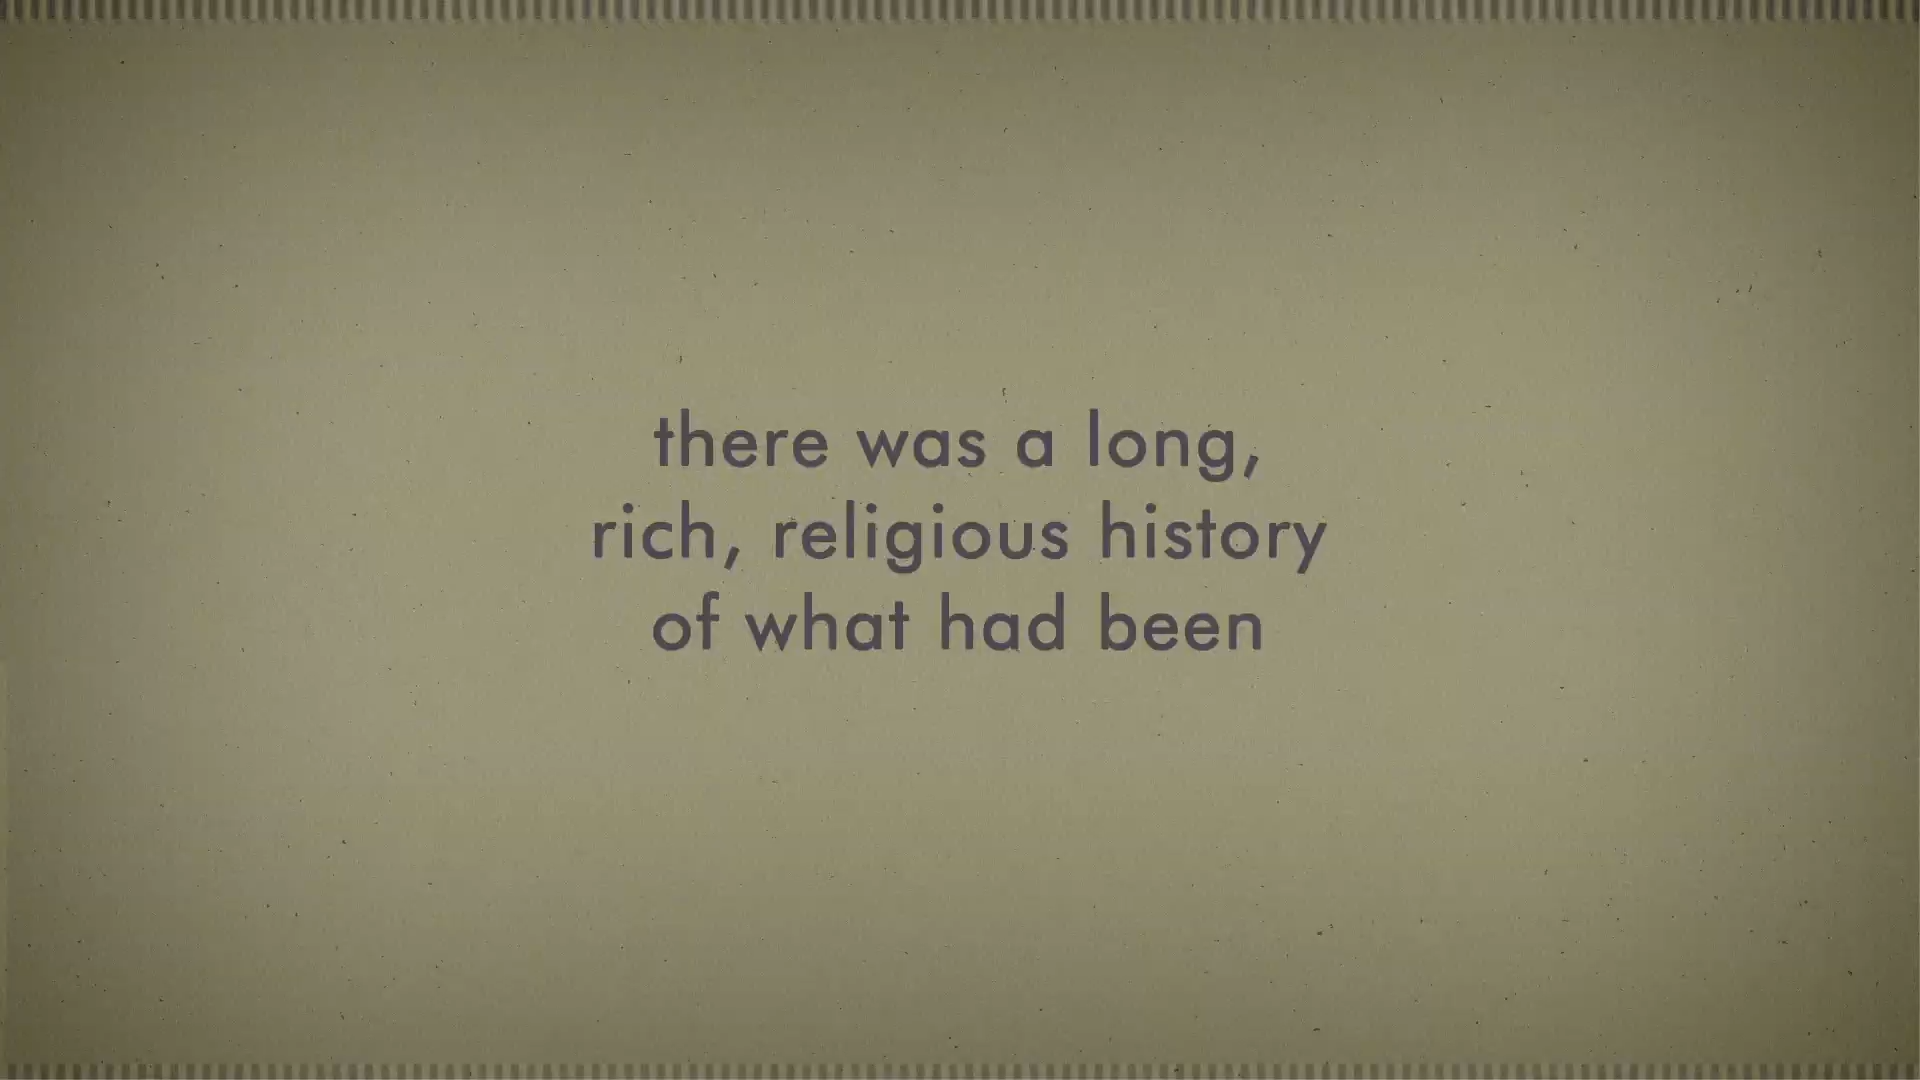 there was a long,
rich, religious history
of what had been